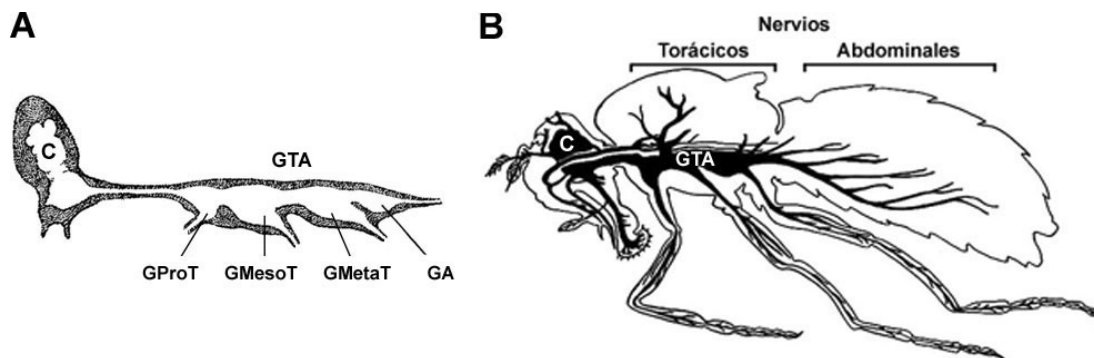 A
C
GTA
GProT GMesoT GMetaT GA
B
Nervios
Torácicos Abdominales
C
GTA